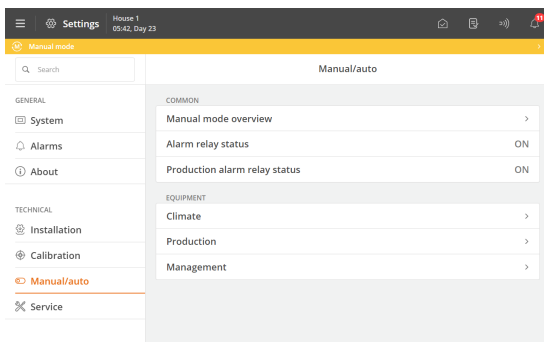 Settings
House 1
05:42, Day 23
11
M Manual mode
Search
Manual/auto
GENERAL
System
Alarms
About
TECHNICAL
Installation
Calibration
Manual/auto
Service
COMMON
Manual mode overview
Alarm relay status ON
Production alarm relay status ON
EQUIPMENT
Climate
Production
Management